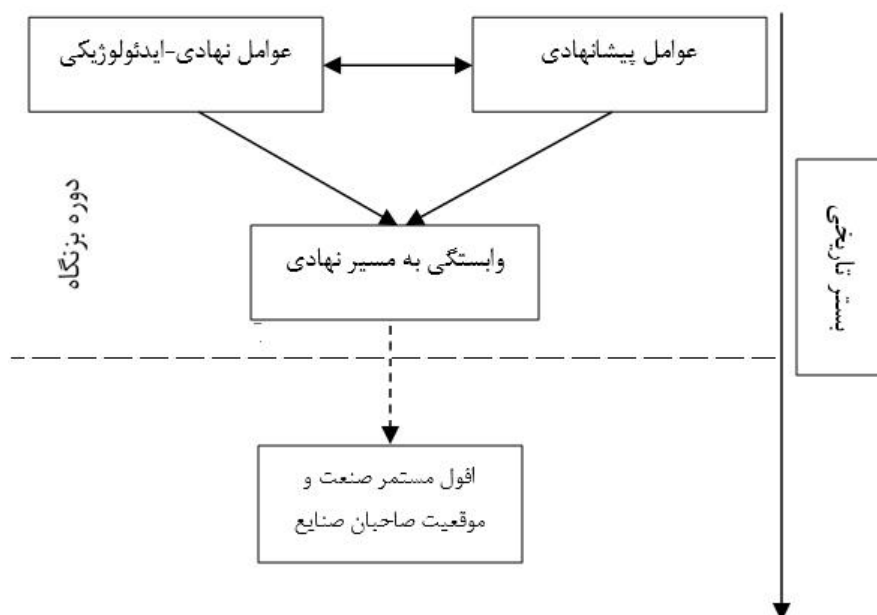 عوامل پیشانهادی
عوامل نهادی-ایدئولوژیکی
بستر تاریخی
دوره بزنگاه
وابستگی به مسیر نهادی
افول مستمر صنعت و
موقعیت صاحبان صنایع